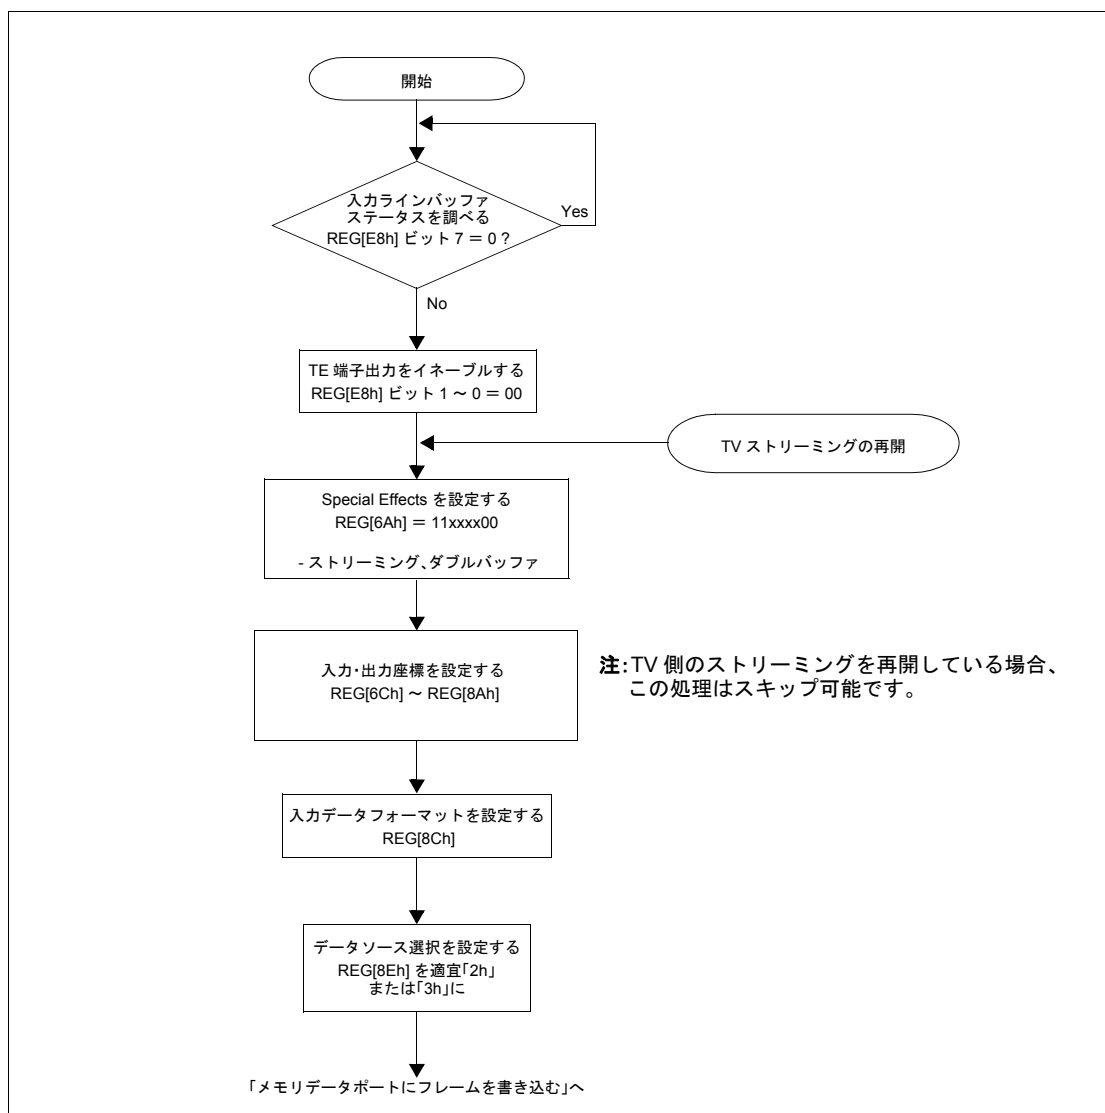 開始
入力ラインバッファ
ステータスを調べる
REG[E8h] ビット 7 ＝ 0 ?
Yes
No
TE 端子出力をイネーブルする
REG[E8h] ビット 1 ～ 0 ＝ 00
TV ストリーミングの再開
Special Effects を設定する
REG[6Ah] ＝ 11xxxx00
- ストリーミング、ダブルバッファ
入力・出力座標を設定する
REG[6Ch] ～ REG[8Ah]
注：TV 側のストリーミングを再開している場合、
この処理はスキップ可能です。
入力データフォーマットを設定する
REG[8Ch]
データソース選択を設定する
REG[8Eh] を適宜「2h」
または「3h」に
「メモリデータポートにフレームを書き込む」へ